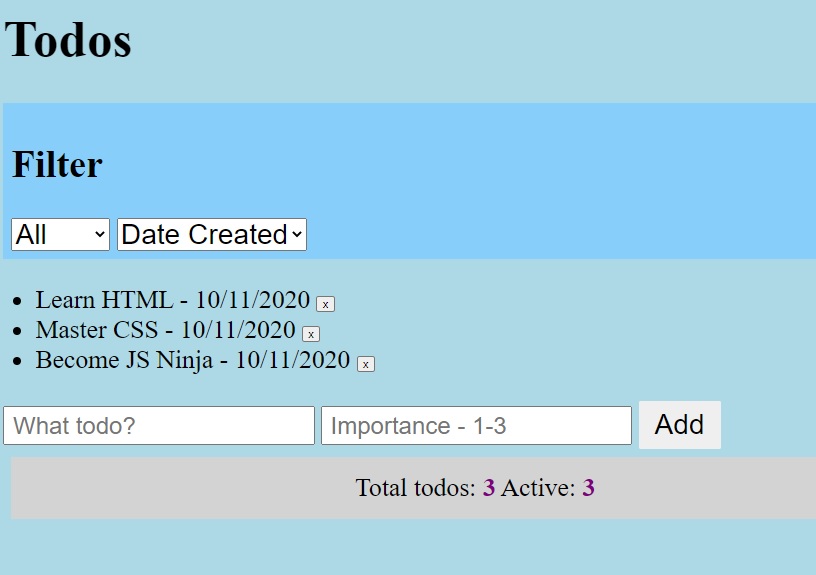 Todos
Filter
All Date Created
Learn HTML - 10/11/2020 x
Master CSS - 10/11/2020 x
Become JS Ninja - 10/11/2020 x
What todo? Importance - 1-3 Add
Total todos: 3 Active: 3